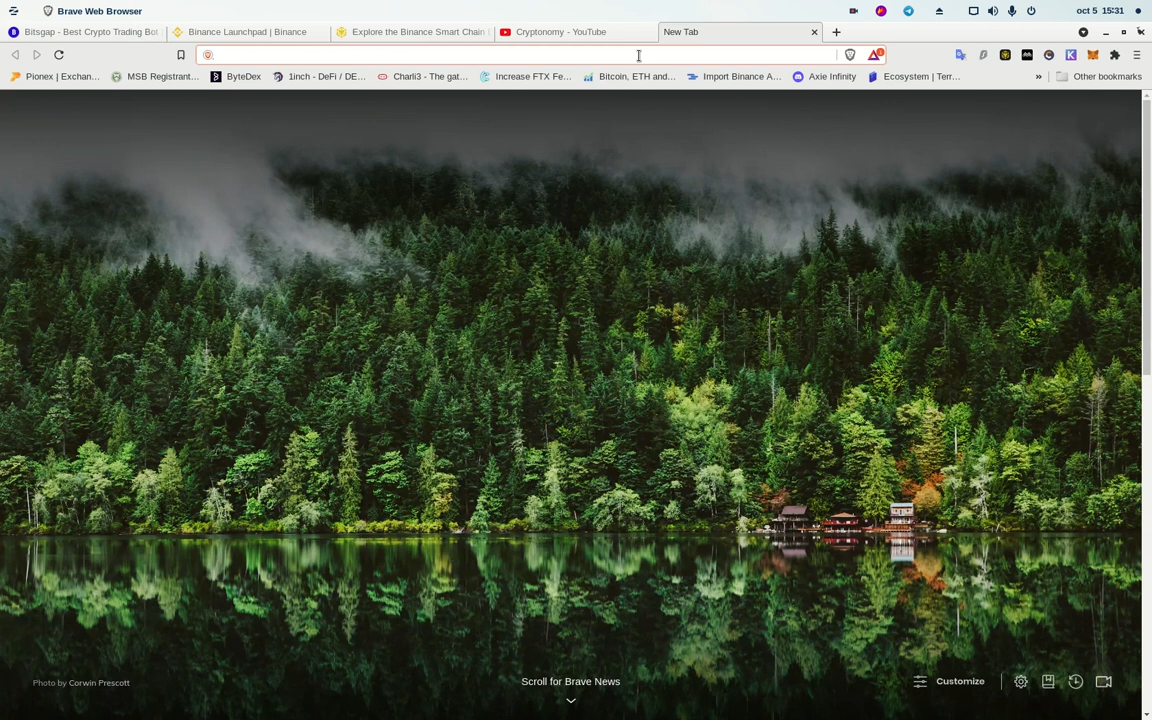 Brave Web Browser
oct 5 15:31
Bitsgap - Best Crypto Trading Bot
Binance Launchpad | Binance
Explore the Binance Smart Chain
Cryptonomy - YouTube
New Tab
Pionex | Exchan...
MSB Registrant...
ByteDex
1inch - DeFi / DE...
Charli3 - The gat...
Increase FTX Fe...
Bitcoin, ETH and...
Import Binance A...
Axie Infinity
Ecosystem | Terr...
»
Other bookmarks
Photo by Corwin Prescott
Scroll for Brave News
Customize